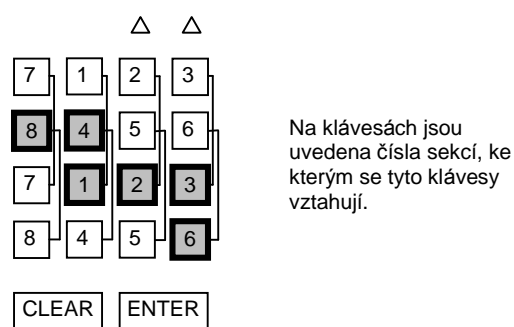 7 1 2 3
8 4 5 6
7 1 2 3
8 4 5 6
CLEAR ENTER
Na klávesách jsou
uvedena čísla sekcí, ke
kterým se tyto klávesy
vztahují.